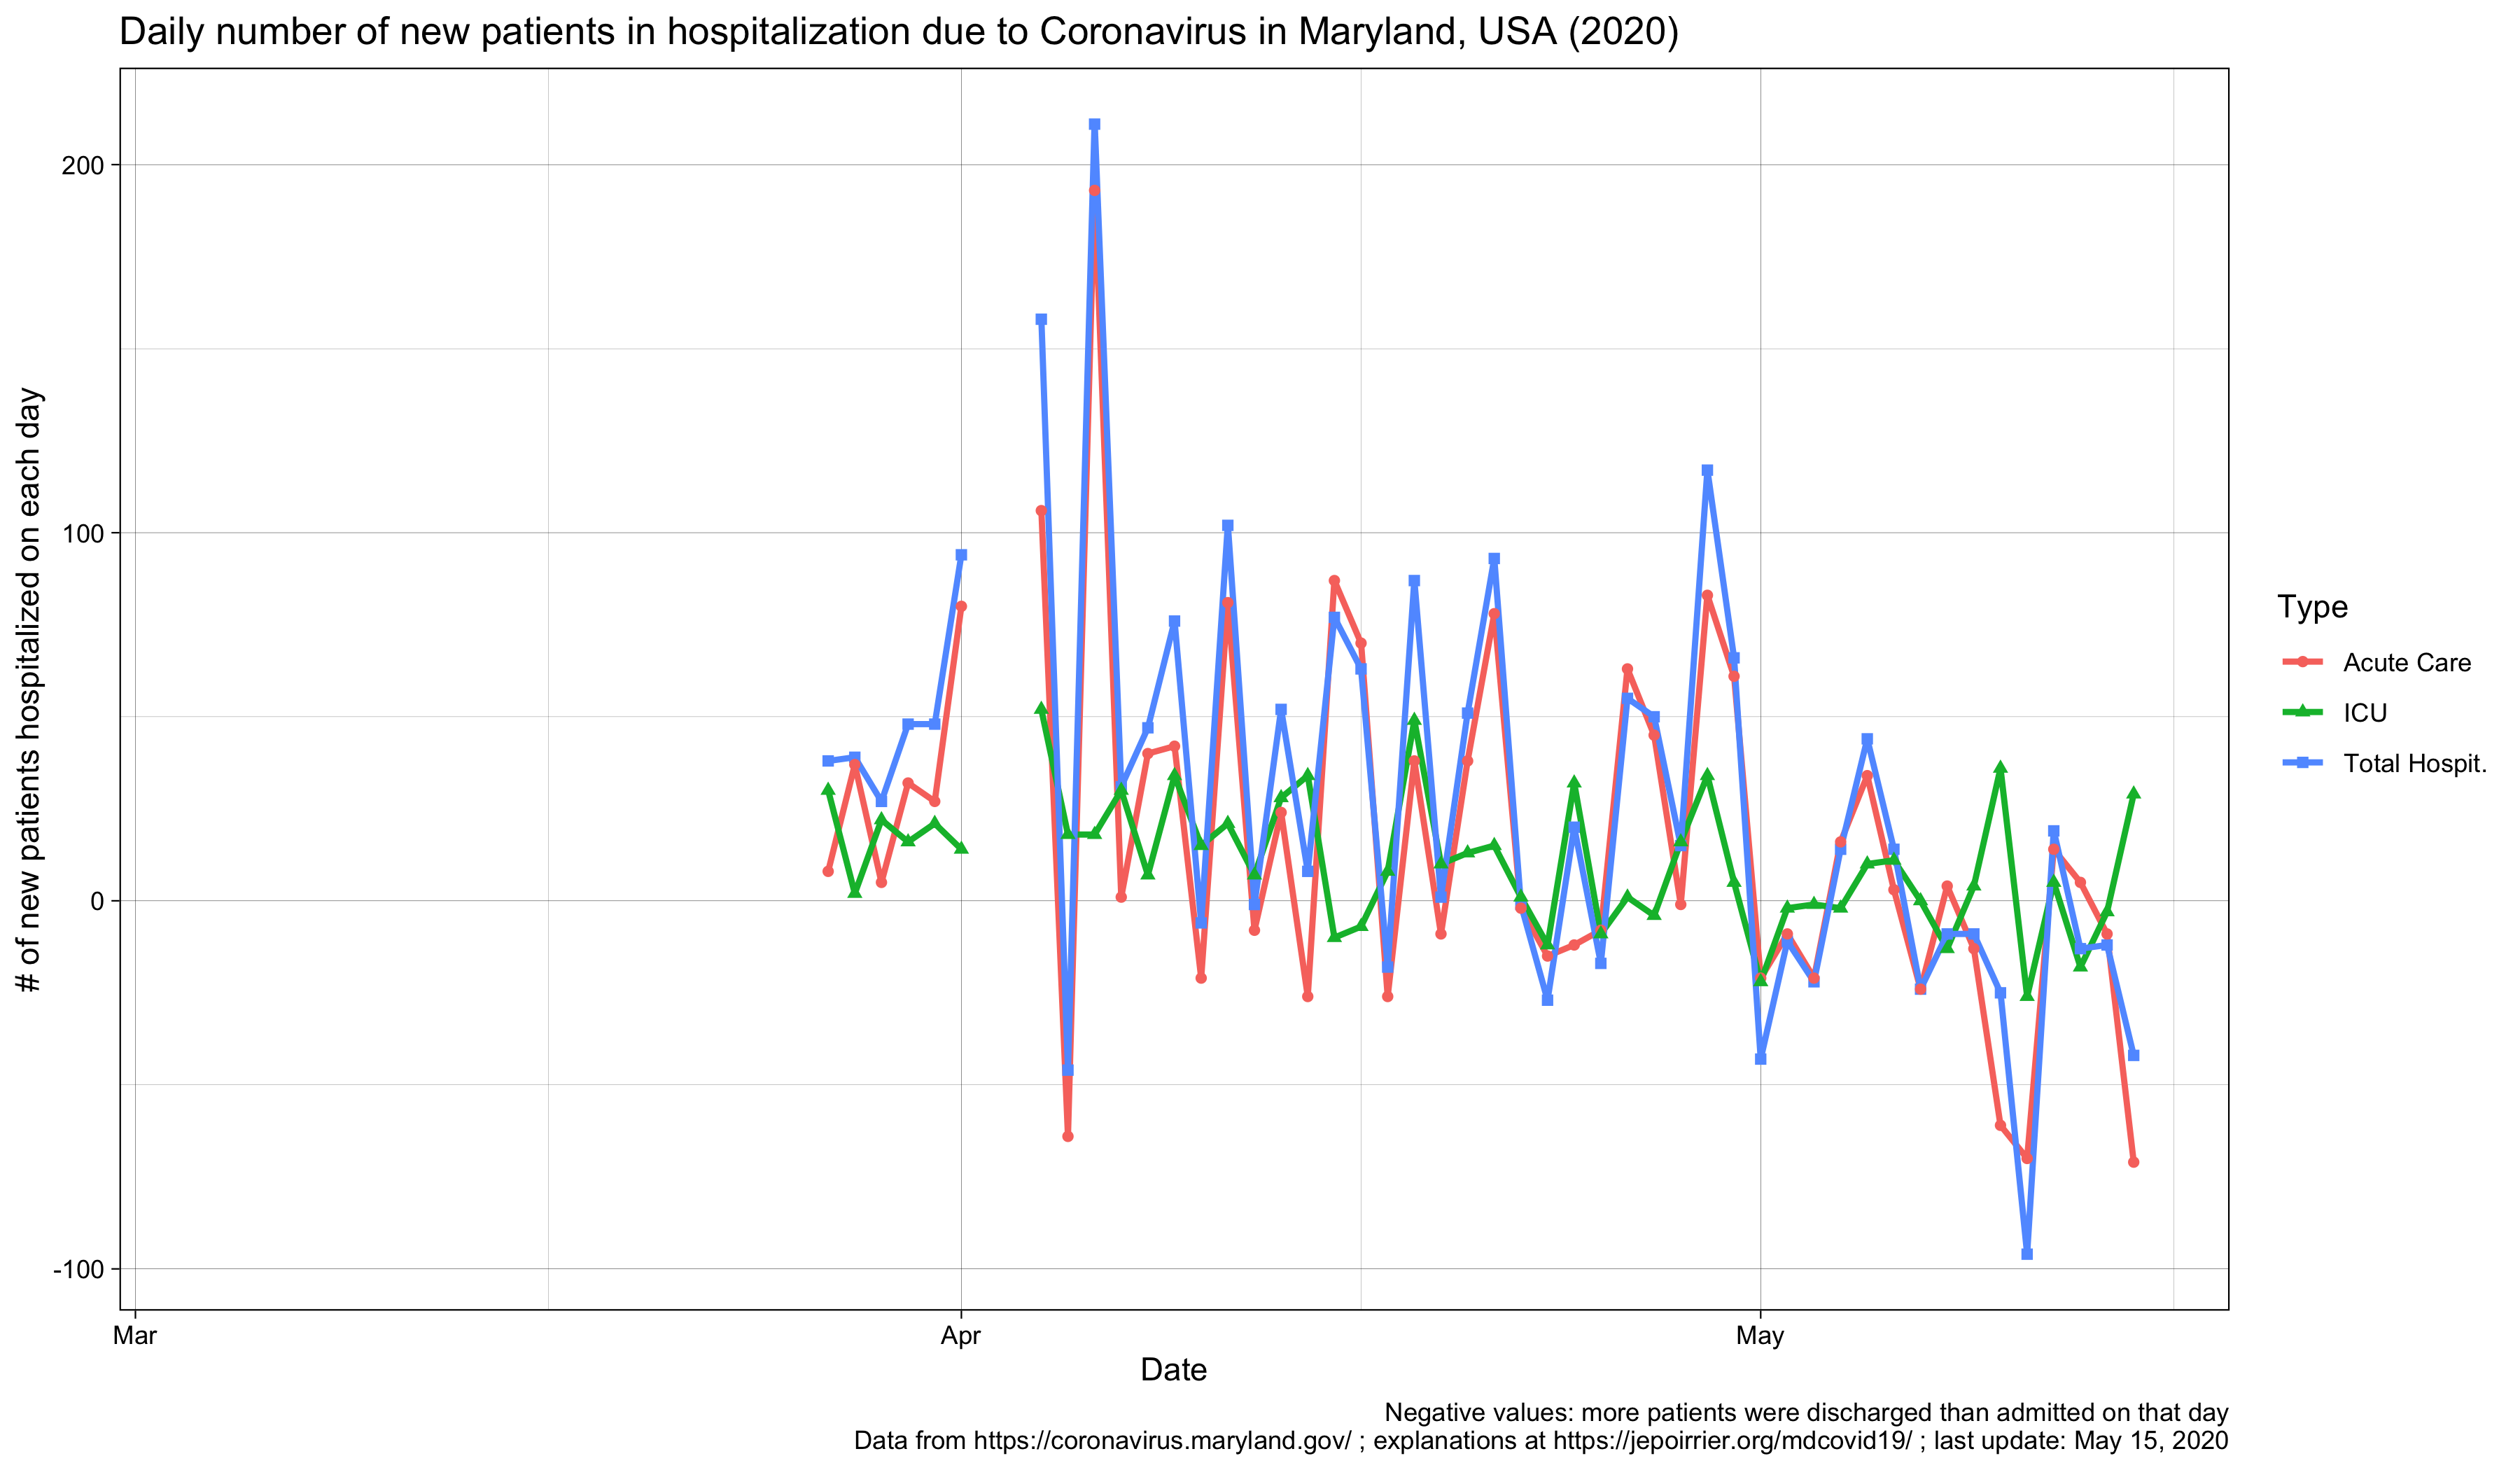 Daily number of new patients in hospitalization due to Coronavirus in Maryland, USA (2020)
# of new patients hospitalized on each day
200
100
0
-100
Mar
Apr
May
Date
Type
Acute Care
ICU
Total Hospit.
Negative values: more patients were discharged than admitted on that day
Data from https://coronavirus.maryland.gov/ ; explanations at https://jepoirrier.org/mdcovid19/ ; last update: May 15, 2020